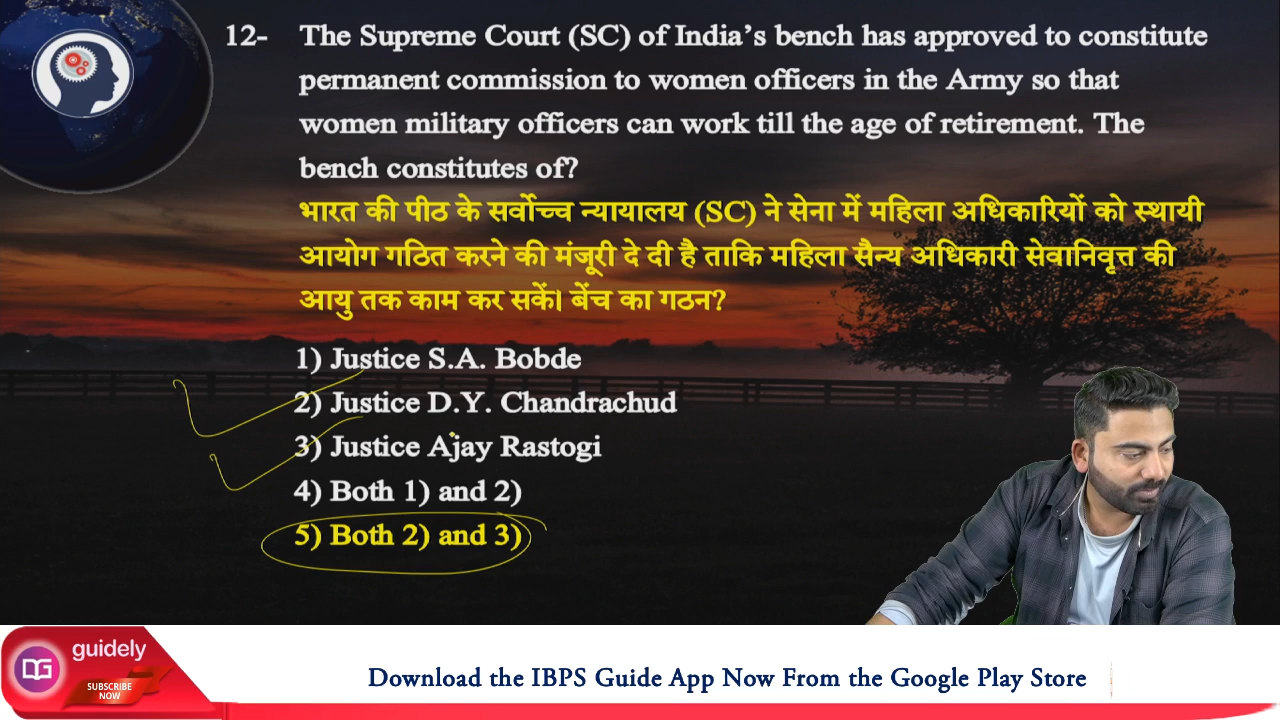 12- The Supreme Court (SC) of India's bench has approved to constitute
permanent commission to women officers in the Army so that
women military officers can work till the age of retirement. The
bench constitutes of?
भारत की पीठ के सर्वोच्च न्यायालय (SC) ने सेना में महिला अधिकारियों को स्थायी
आयोग गठित करने की मंजूरी दे दी है ताकि महिला सैन्य अधिकारी सेवानिवृत्त की
आयु तक काम कर सकें। बेंच का गठन?
1) Justice S.A. Bobde
2) Justice D.Y. Chandrachud
3) Justice Ajay Rastogi
4) Both 1) and 2)
5) Both 2) and 3)
guidely
SUBSCRIBE
NOW
Download the IBPS Guide App Now From the Google Play Store